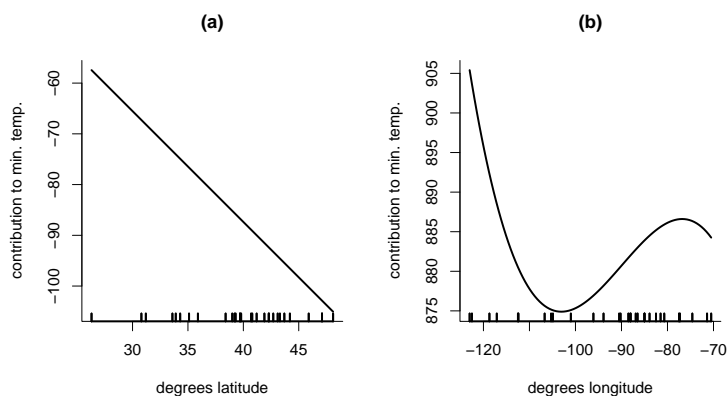 (a)
contribution to min. temp.
−60
−70
−80
−90
−100
30 35 40 45
degrees latitude
(b)
contribution to min. temp.
905
900
895
890
885
880
875
−120 −100 −90 −80 −70
degrees longitude